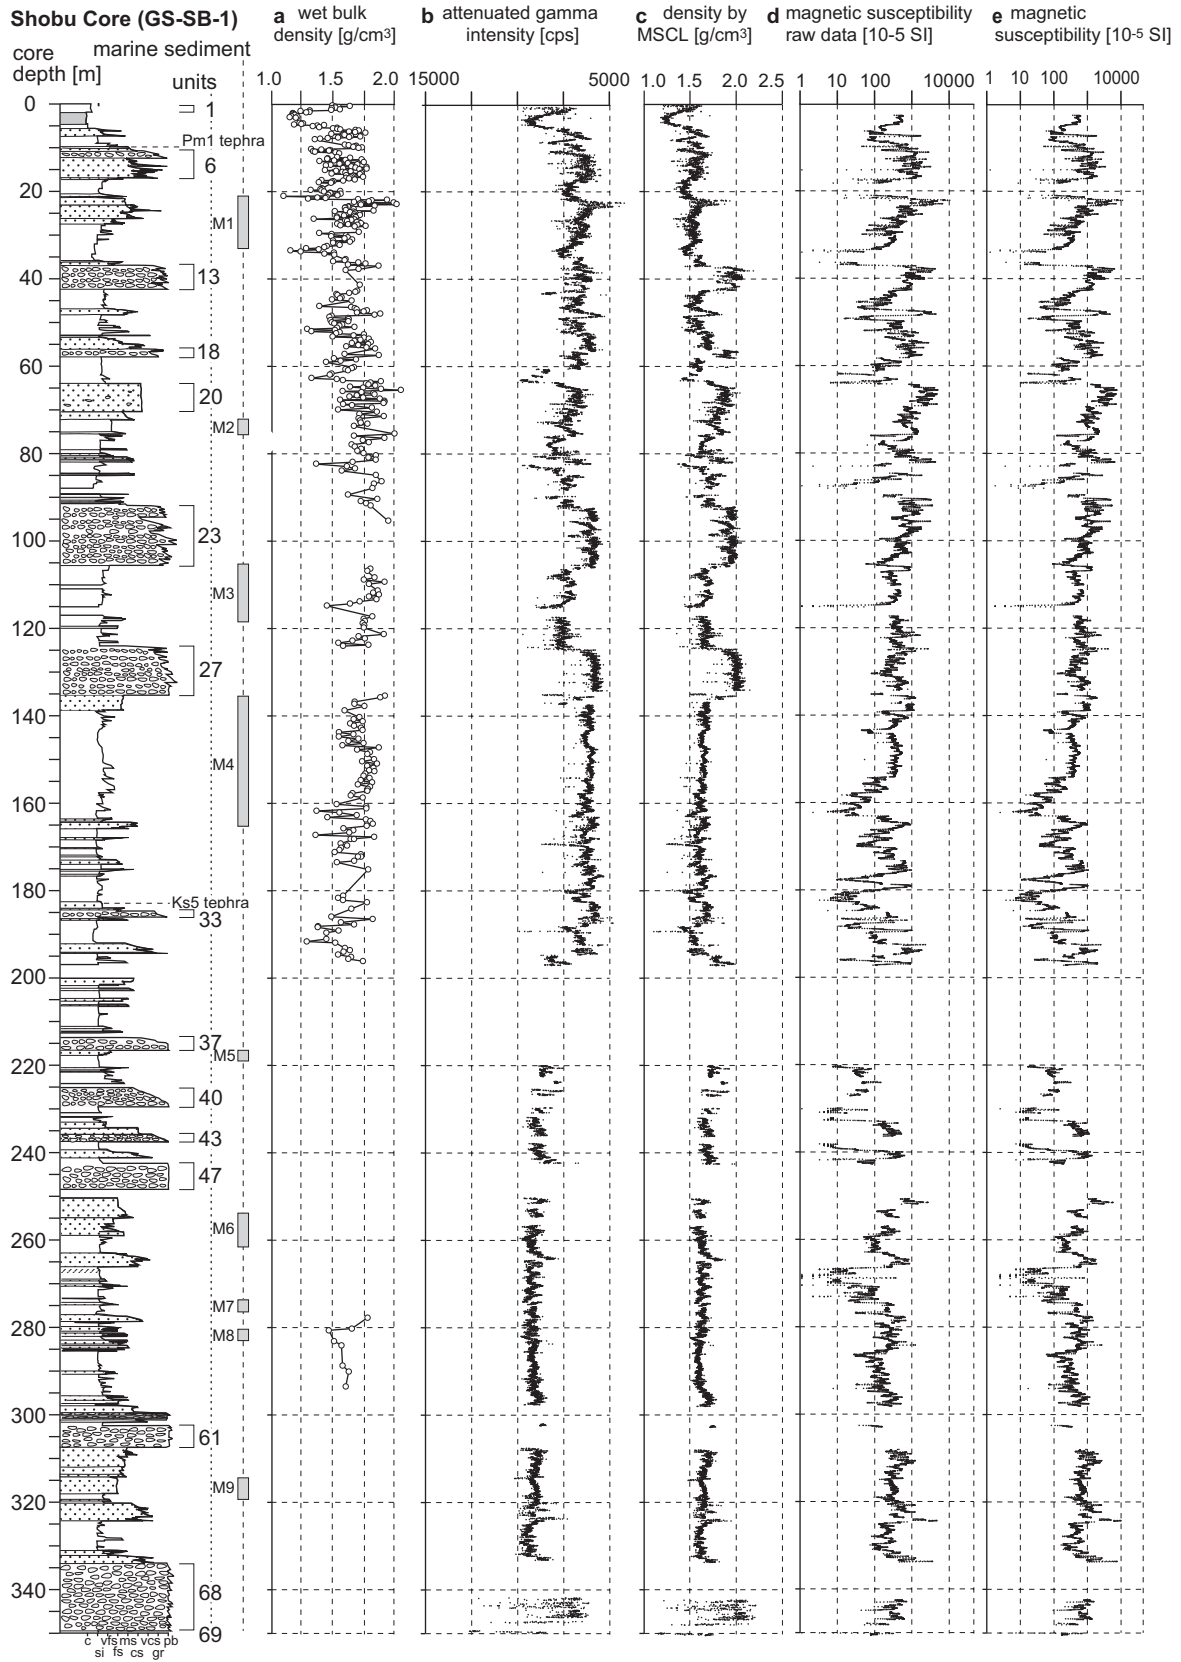 Shobu Core (GS-SB-1)
core
depth [m]
marine sediment
units
a wet bulk
density [g/cm3]
b attenuated gamma
intensity [cps]
c density by
MSCL [g/cm3]
d magnetic susceptibility
raw data [10-5 SI]
e magnetic
susceptibility [10-5 SI]
1.0 1.5 2.0
15000 5000
1.0 1.5 2.0 2.5
1 10 100 10000
1 10 100 10000
0
1
Pm1 tephra
6
20
M1
40
13
18
60
20
M2
80
23
100
M3
120
27
140
M4
160
180
Ks5 tephra
33
200
37
M5
220
40
43
240
47
M6
260
M7
280
M8
300
61
M9
320
340
68
69
c vfs ms vcs pb
si fs cs gr